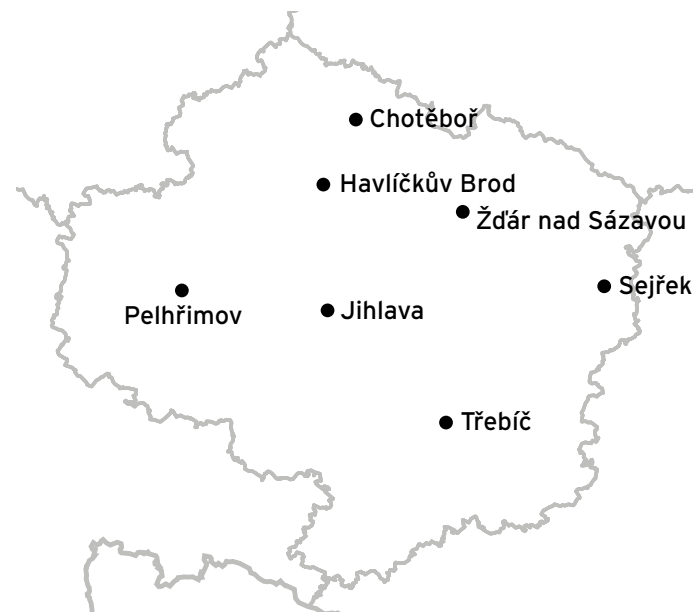 Chotěboř
Havlíčkův Brod
Žďár nad Sázavou
Sejřek
Pelhřimov
Jihlava
Třebíč